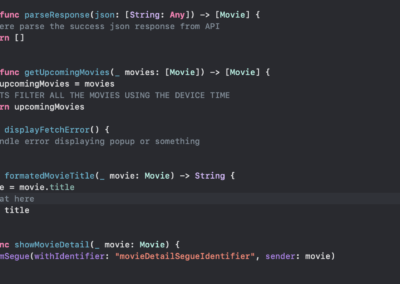 func parseResponse(json: [String: Any]) -> [Movie] {
ere parse the success json response from API
rn []
func getUpcomingMovies(_ movies: [Movie]) -> [Movie] {
upcomingMovies = movies
TS FILTER ALL THE MOVIES USING THE DEVICE TIME
rn upcomingMovies
displayFetchError() {
ndle error displaying popup or something
formatedMovieTitle(_ movie: Movie) -> String {
e = movie.title
at here
title
nc showMovieDetail(_ movie: Movie) {
mSegue(withIdentifier: "movieDetailSegueIdentifier", sender: movie)